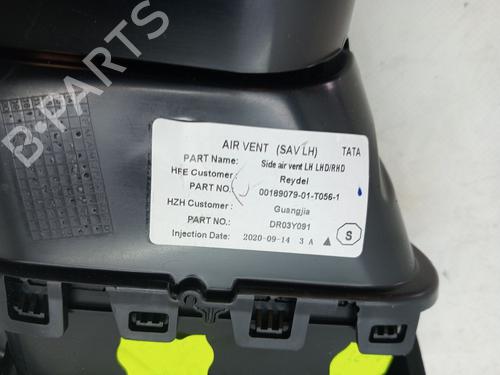 B-PARTS
AIR VENT (SAV LH) TATA
PART Name: Side air vent LH LHD/RHD
HFE Customer: Reydel
PART NO. 00189079-01-T056-1
HZH Customer : Guangjia
PART NO.: DR03Y091
Injection Date: 2020-09-14 3 A ▲ S